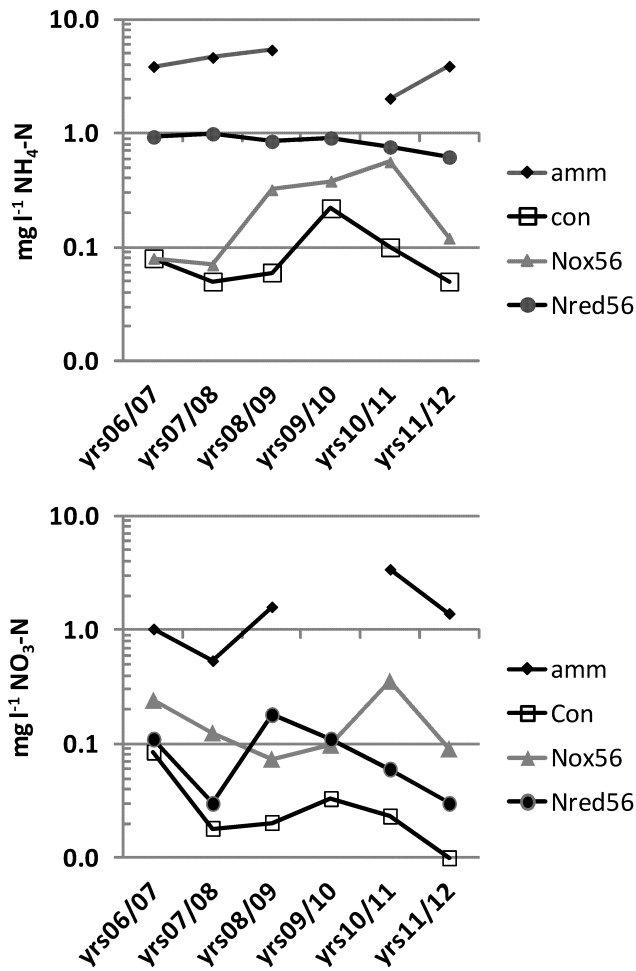 10.0
1.0
0.1
0.0
mg l⁻¹ NH₄-N
yrs06/07
yrs07/08
yrs08/09
yrs09/10
yrs10/11
yrs11/12
amm
con
Nox56
Nred56
10.0
1.0
0.1
0.0
mg l⁻¹ NO₃-N
yrs06/07
yrs07/08
yrs08/09
yrs09/10
yrs10/11
yrs11/12
amm
Con
Nox56
Nred56